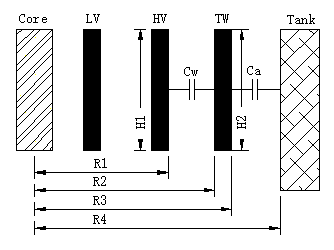 Core LV HV TW Tank
Cw Ca
H1 H2
R1
R2
R3
R4